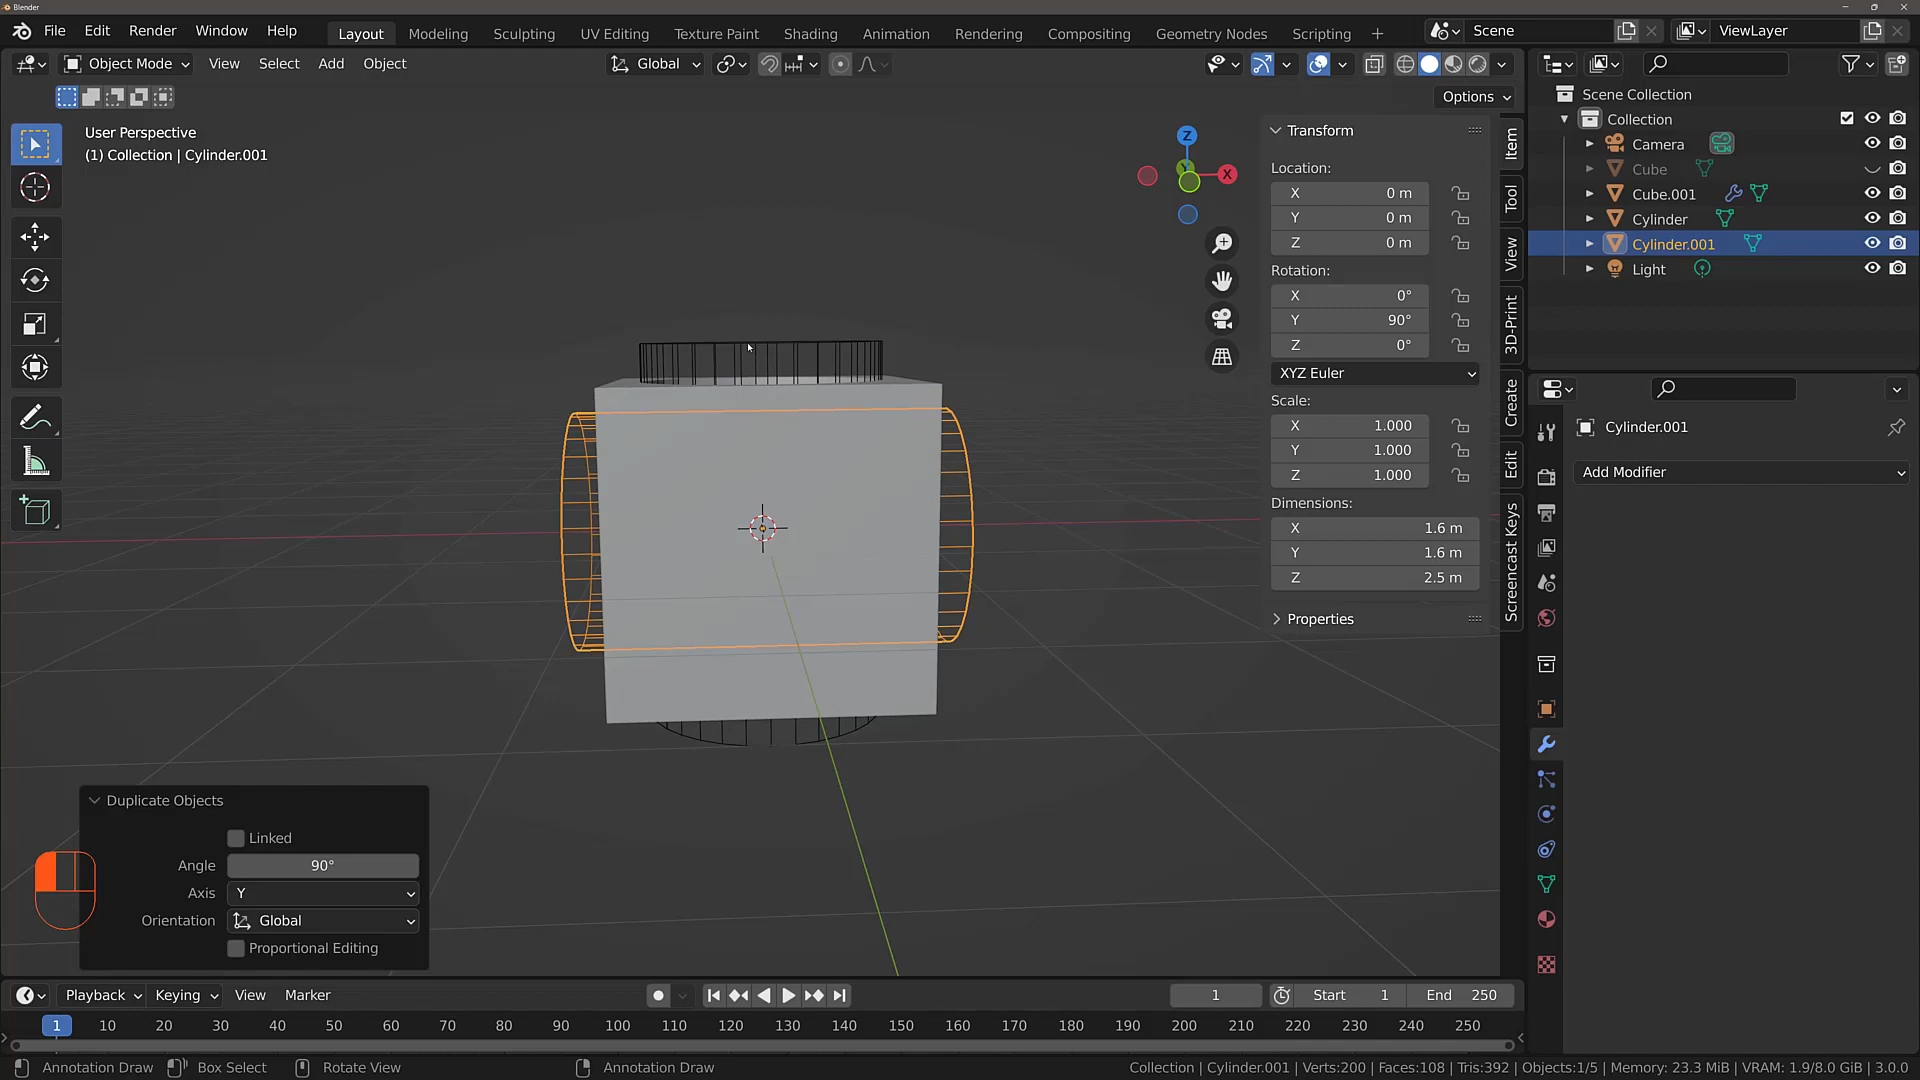 Blender
File Edit Render Window Help
Layout Modeling Sculpting UV Editing Texture Paint Shading Animation Rendering Compositing Geometry Nodes Scripting
Scene
ViewLayer
Object Mode View Select Add Object
Global
Options
User Perspective
(1) Collection | Cylinder.001
Z
Y
X
Transform
Location:
X 0 m
Y 0 m
Z 0 m
Rotation:
X 0°
Y 90°
Z 0°
XYZ Euler
Scale:
X 1.000
Y 1.000
Z 1.000
Dimensions:
X 1.6 m
Y 1.6 m
Z 2.5 m
Properties
Item
Tool
View
3D-Print
Create
Edit
Screencast Keys
Scene Collection
Collection
Camera
Cube
Cube.001
Cylinder
Cylinder.001
Light
Cylinder.001
Add Modifier
Duplicate Objects
Linked
Angle 90°
Axis Y
Orientation Global
Proportional Editing
Playback Keying View Marker
1
Start 1
End 250
1 10 20 30 40 50 60 70 80 90 100 110 120 130 140 150 160 170 180 190 200 210 220 230 240 250
Annotation Draw Box Select Rotate View Annotation Draw
Collection | Cylinder.001 | Verts:200 | Faces:108 | Tris:392 | Objects:1/5 | Memory: 23.3 MiB | VRAM: 1.9/8.0 GiB | 3.0.0